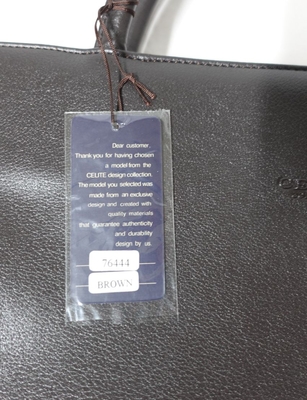 Dear customer,
Thank you for having chosen
a model from the
CELITE design collection.
The model you selected was
made from an exclusive
design and created with
quality materials
that guarantee authenticity
and durability
design by us.
76444
BROWN